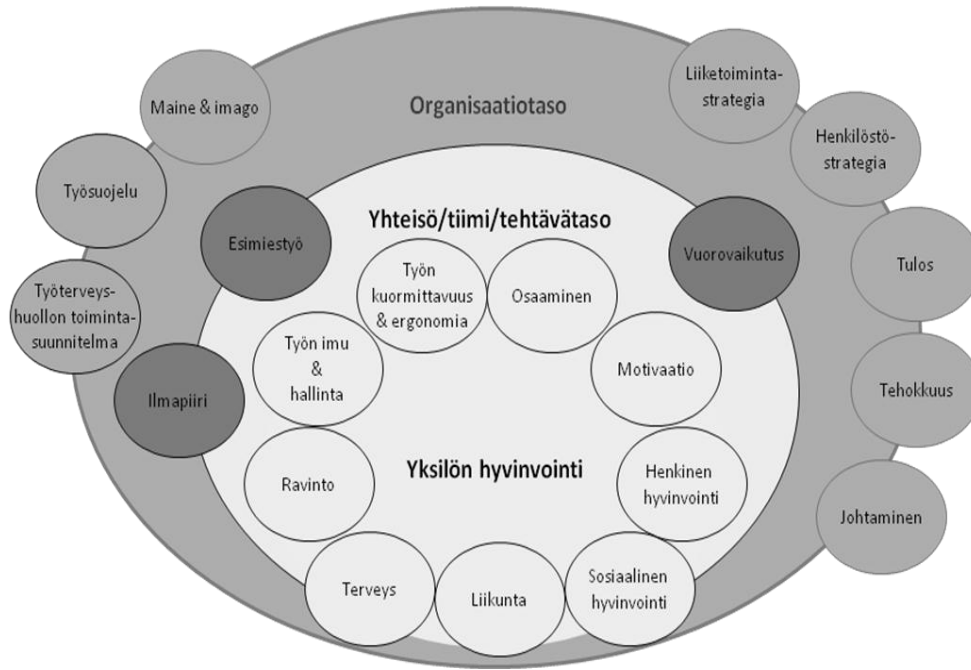 Maine & imago
Organisaatiotaso
Liiketoiminta-
strategia
Henkilöstö-
strategia
Työsuojelu
Esimiestyö
Yhteisö/tiimi/tehtävätaso
Vuorovaikutus
Tulos
Työterveys-
huollon toiminta-
suunnitelma
Työn
kuormittavuus
& ergonomia
Osaaminen
Työn imu
&
hallinta
Motivaatio
Tehokkuus
Ilmapiiri
Yksilön hyvinvointi
Ravinto
Henkinen
hyvinvointi
Johtaminen
Terveys
Liikunta
Sosiaalinen
hyvinvointi